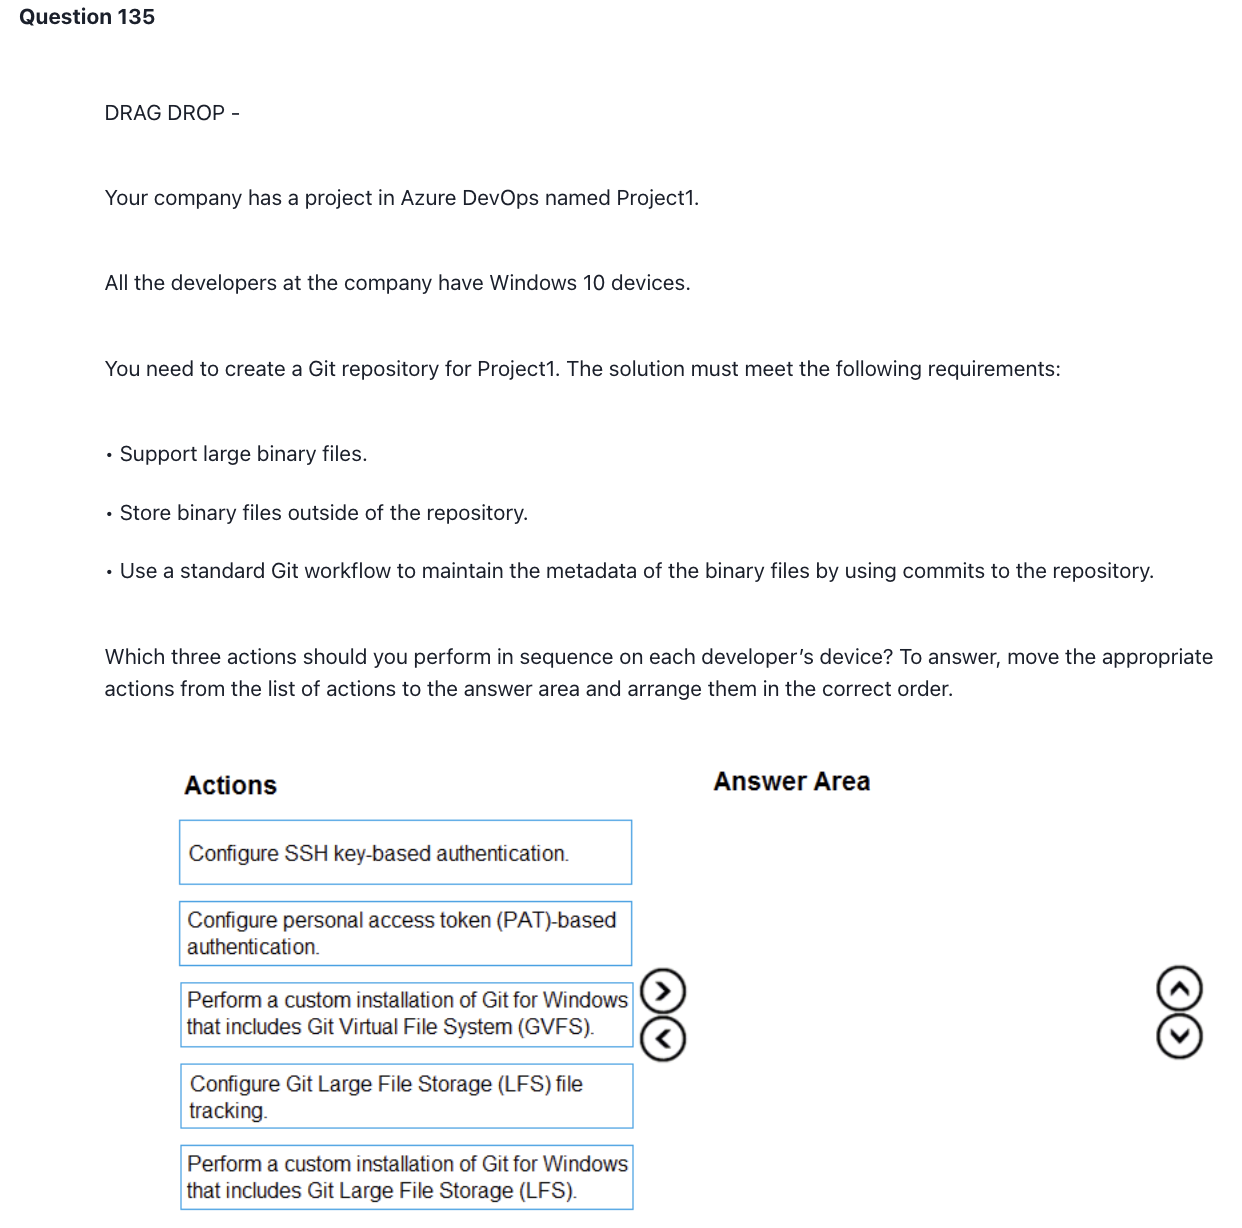 Question 135
DRAG DROP -
Your company has a project in Azure DevOps named Project1.
All the developers at the company have Windows 10 devices.
You need to create a Git repository for Project1. The solution must meet the following requirements:
• Support large binary files.
• Store binary files outside of the repository.
• Use a standard Git workflow to maintain the metadata of the binary files by using commits to the repository.
Which three actions should you perform in sequence on each developer’s device? To answer, move the appropriate
actions from the list of actions to the answer area and arrange them in the correct order.
Actions
Configure SSH key-based authentication.
Configure personal access token (PAT)-based
authentication.
Perform a custom installation of Git for Windows
that includes Git Virtual File System (GVFS).
Configure Git Large File Storage (LFS) file
tracking.
Perform a custom installation of Git for Windows
that includes Git Large File Storage (LFS).
Answer Area